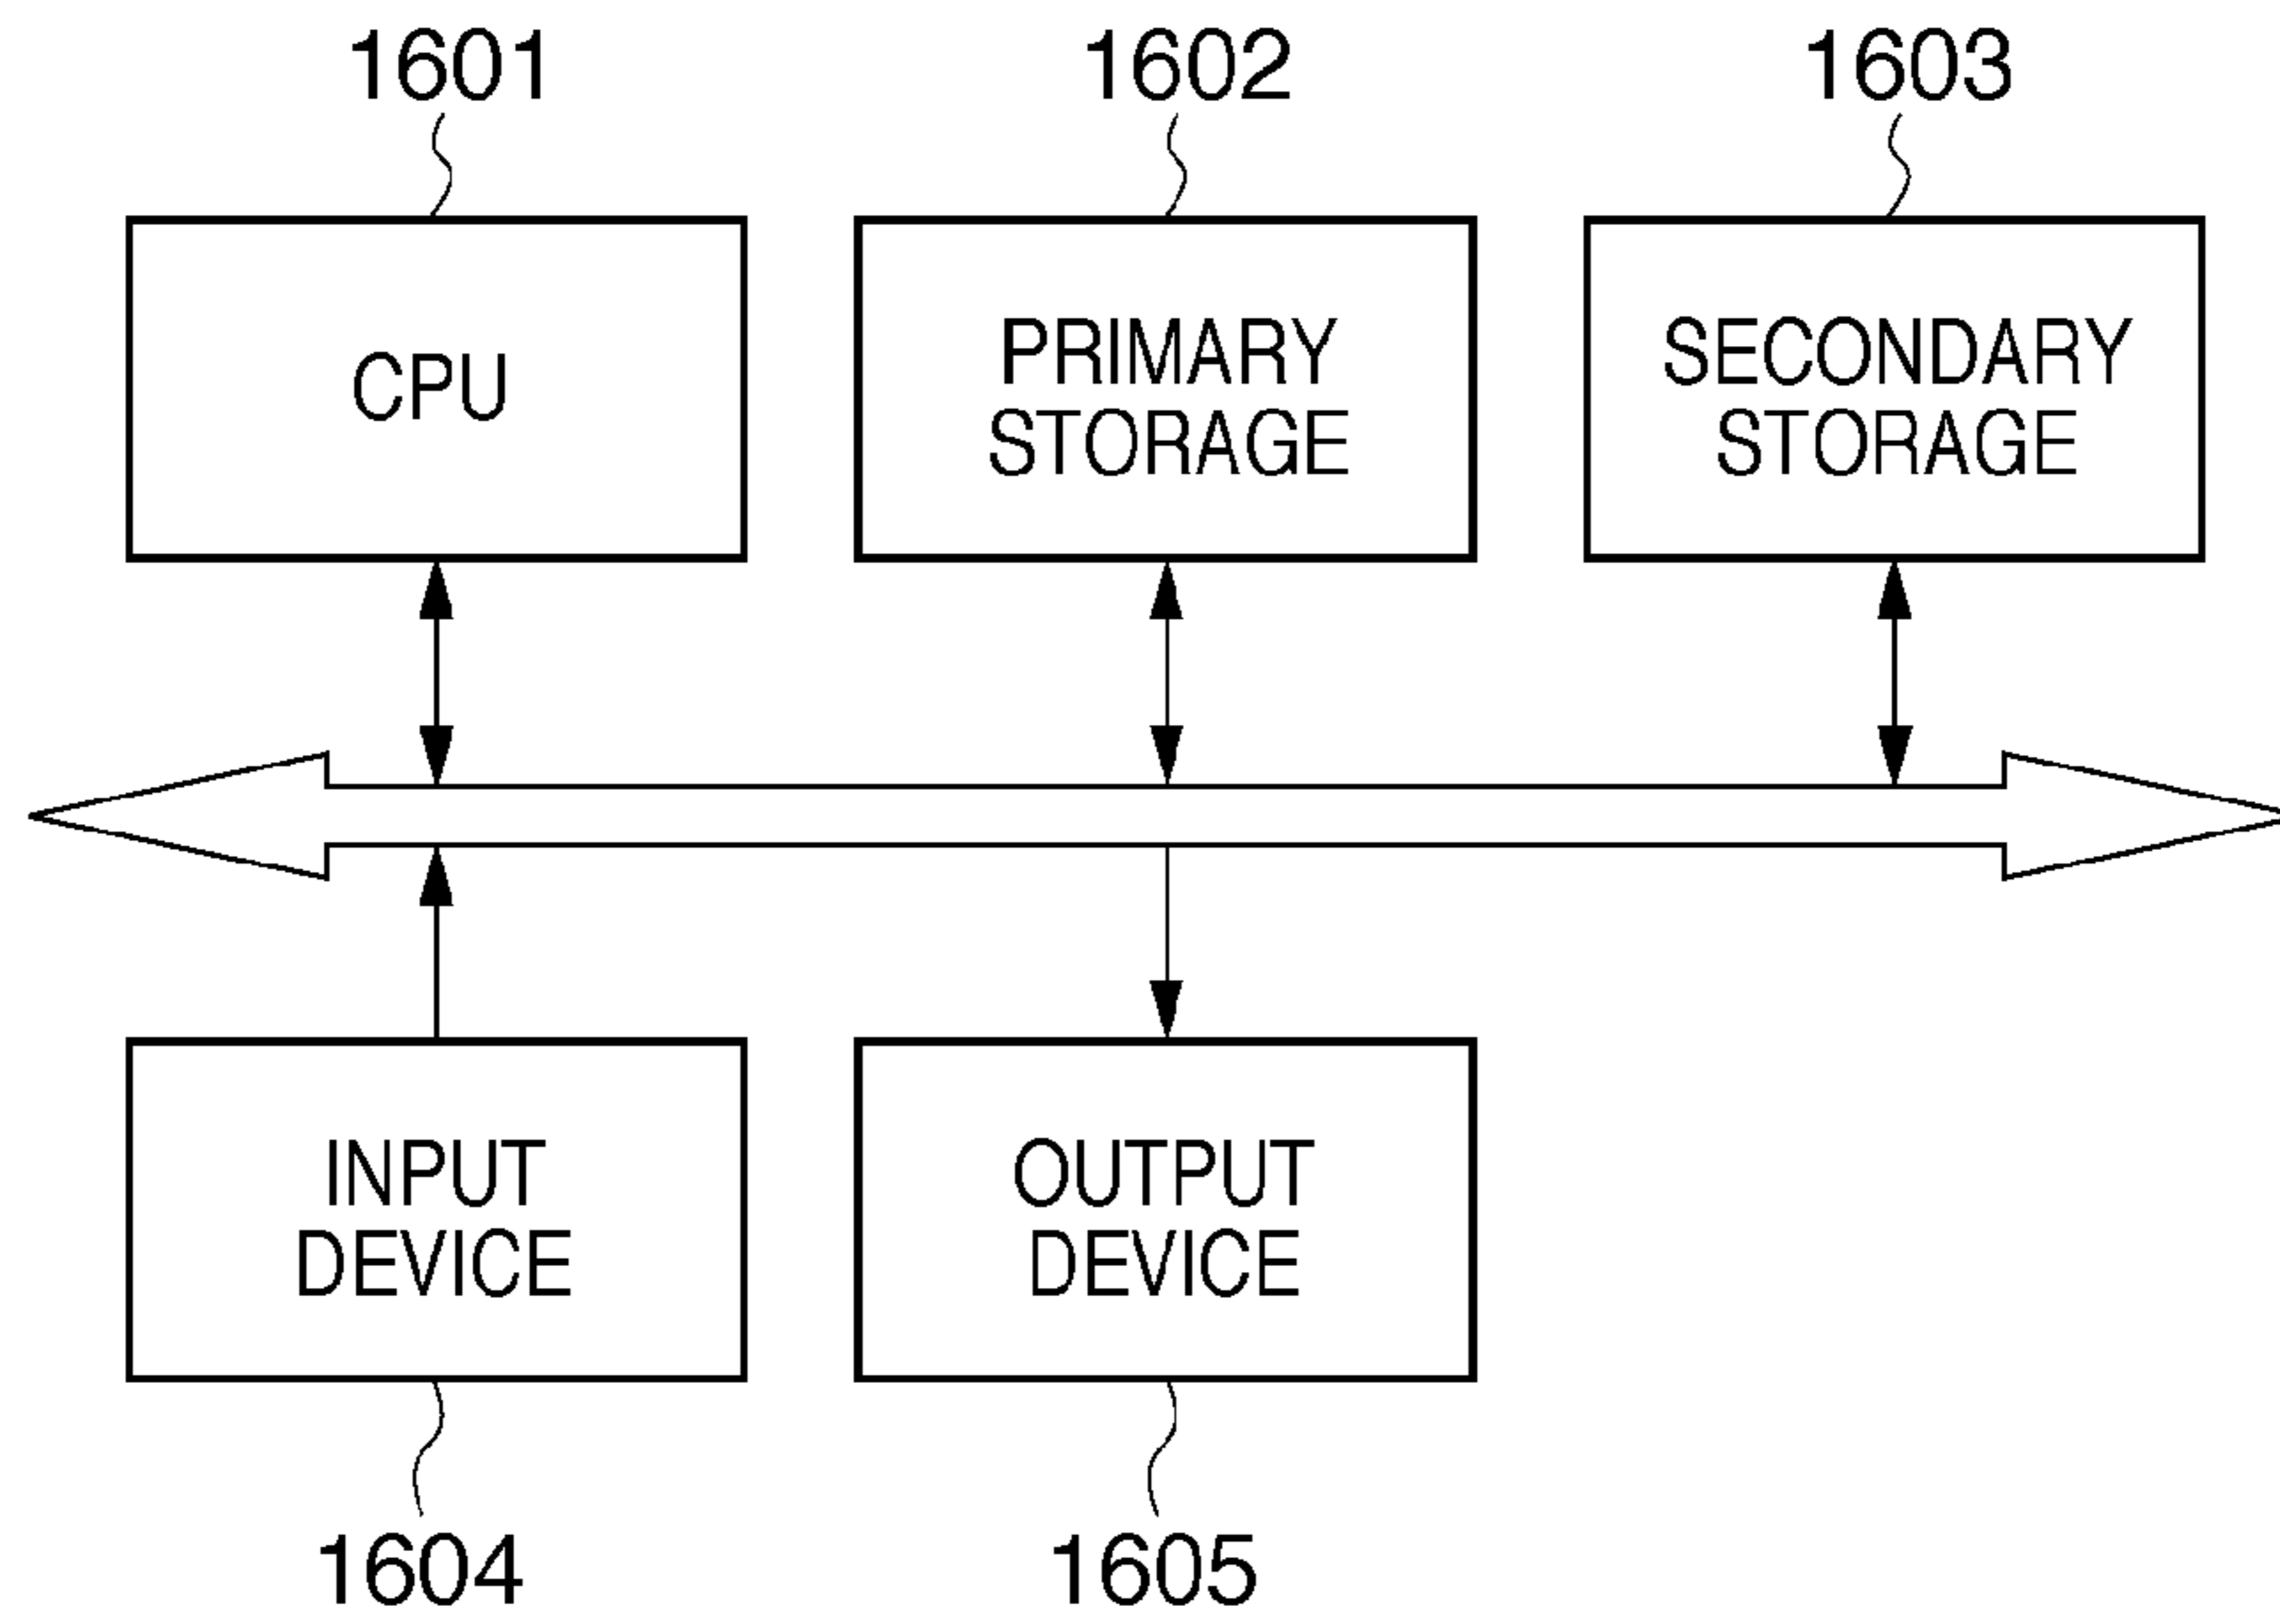 1601
1602
1603
CPU
PRIMARY
STORAGE
SECONDARY
STORAGE
INPUT
DEVICE
OUTPUT
DEVICE
1604
1605